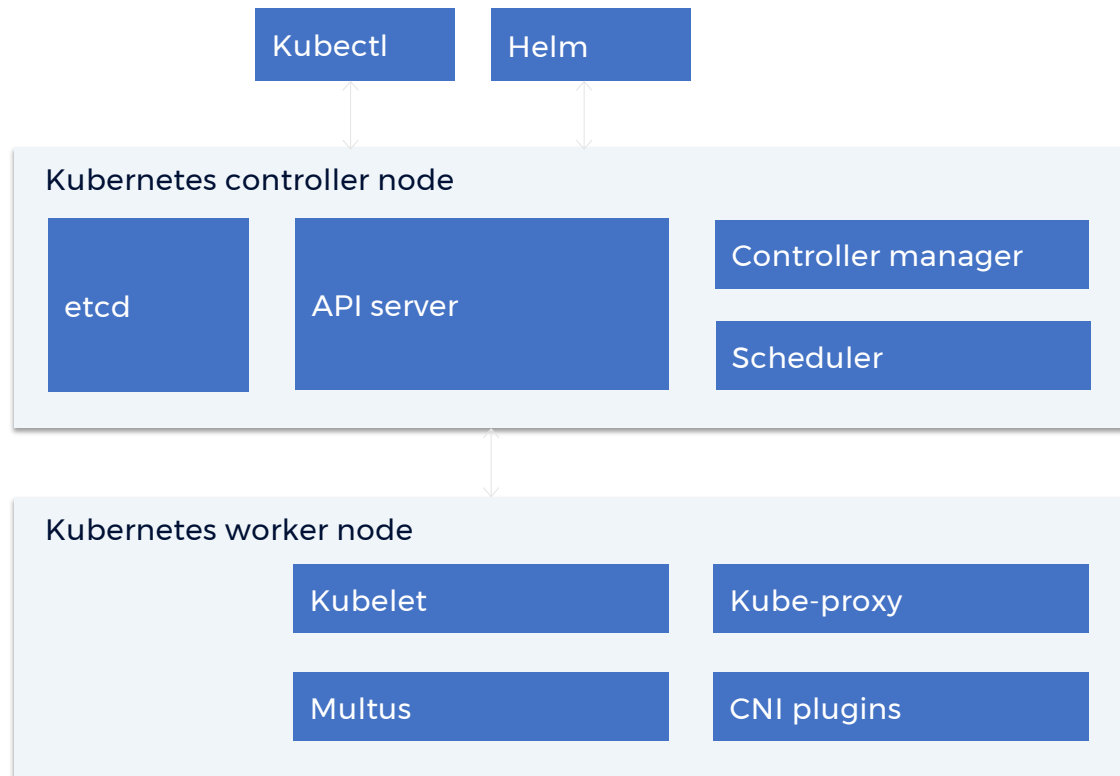 Kubectl
Helm
Kubernetes controller node
etcd
API server
Controller manager
Scheduler
Kubernetes worker node
Kubelet
Kube-proxy
Multus
CNI plugins